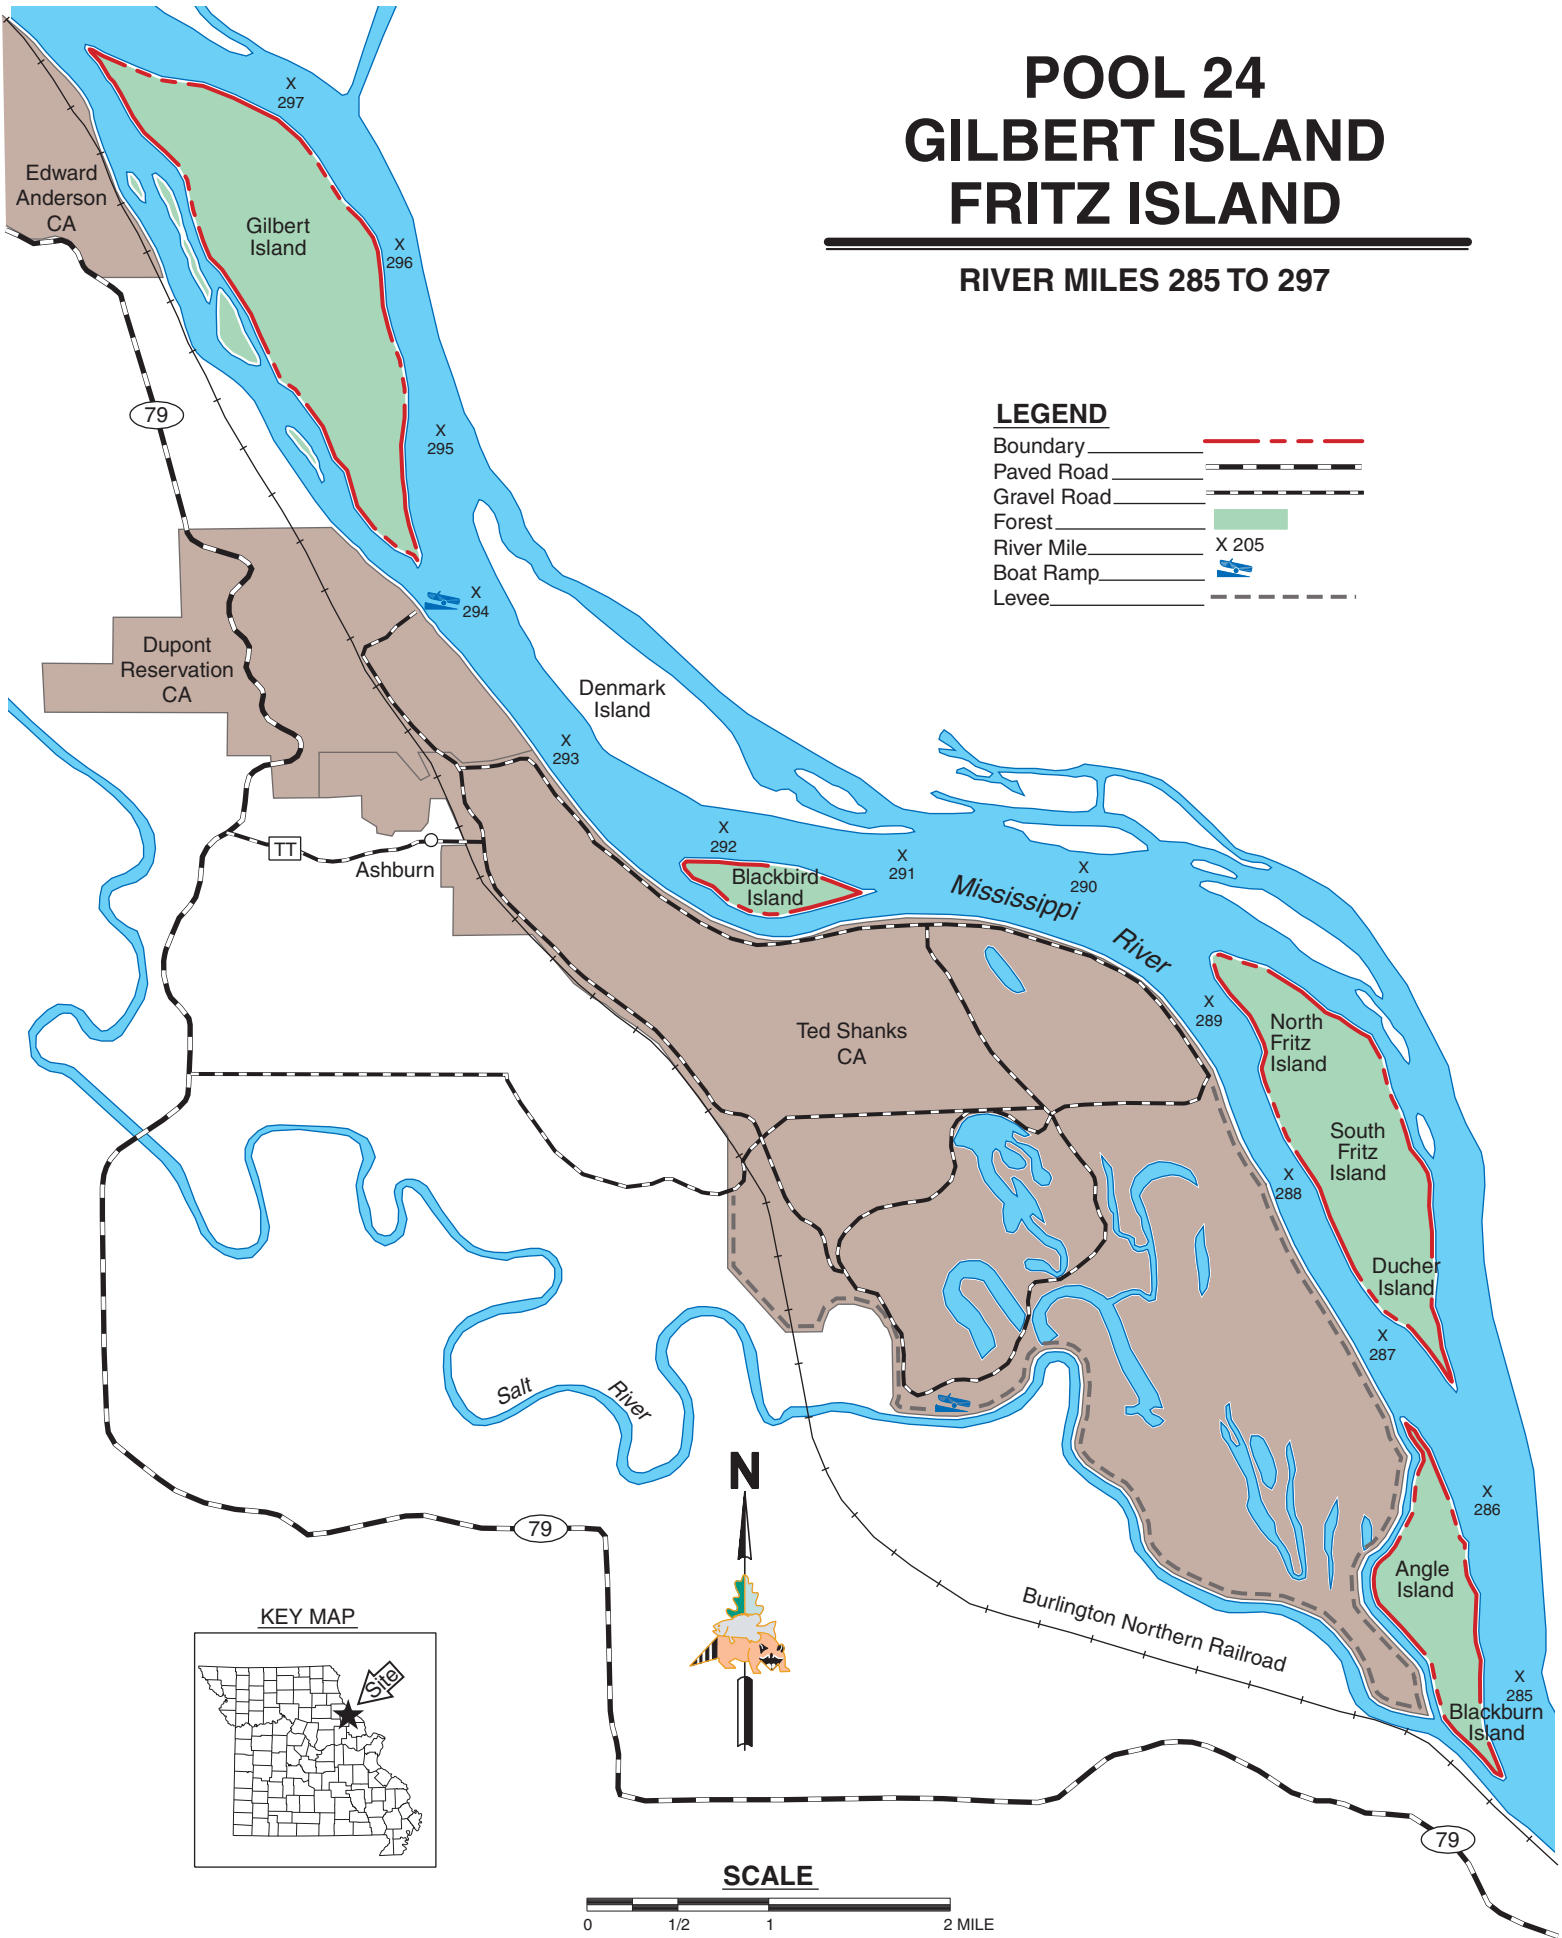 POOL 24
GILBERT ISLAND
FRITZ ISLAND
RIVER MILES 285 TO 297
LEGEND
Boundary
Paved Road
Gravel Road
Forest
River Mile X 205
Boat Ramp
Levee
X
297
Edward
Anderson
CA
Gilbert
Island
X
296
79
X
295
X
294
Dupont
Reservation
CA
Denmark
Island
X
293
X
292
TT
Ashburn
Blackbird
Island
X
291
X
290
Mississippi
River
X
289
North
Fritz
Island
Ted Shanks
CA
South
Fritz
Island
X
288
Ducher
Island
X
287
Salt
River
N
X
286
79
Angle
Island
Burlington Northern Railroad
KEY MAP
Site
X
285
Blackburn
Island
79
SCALE
0 1/2 1 2 MILE